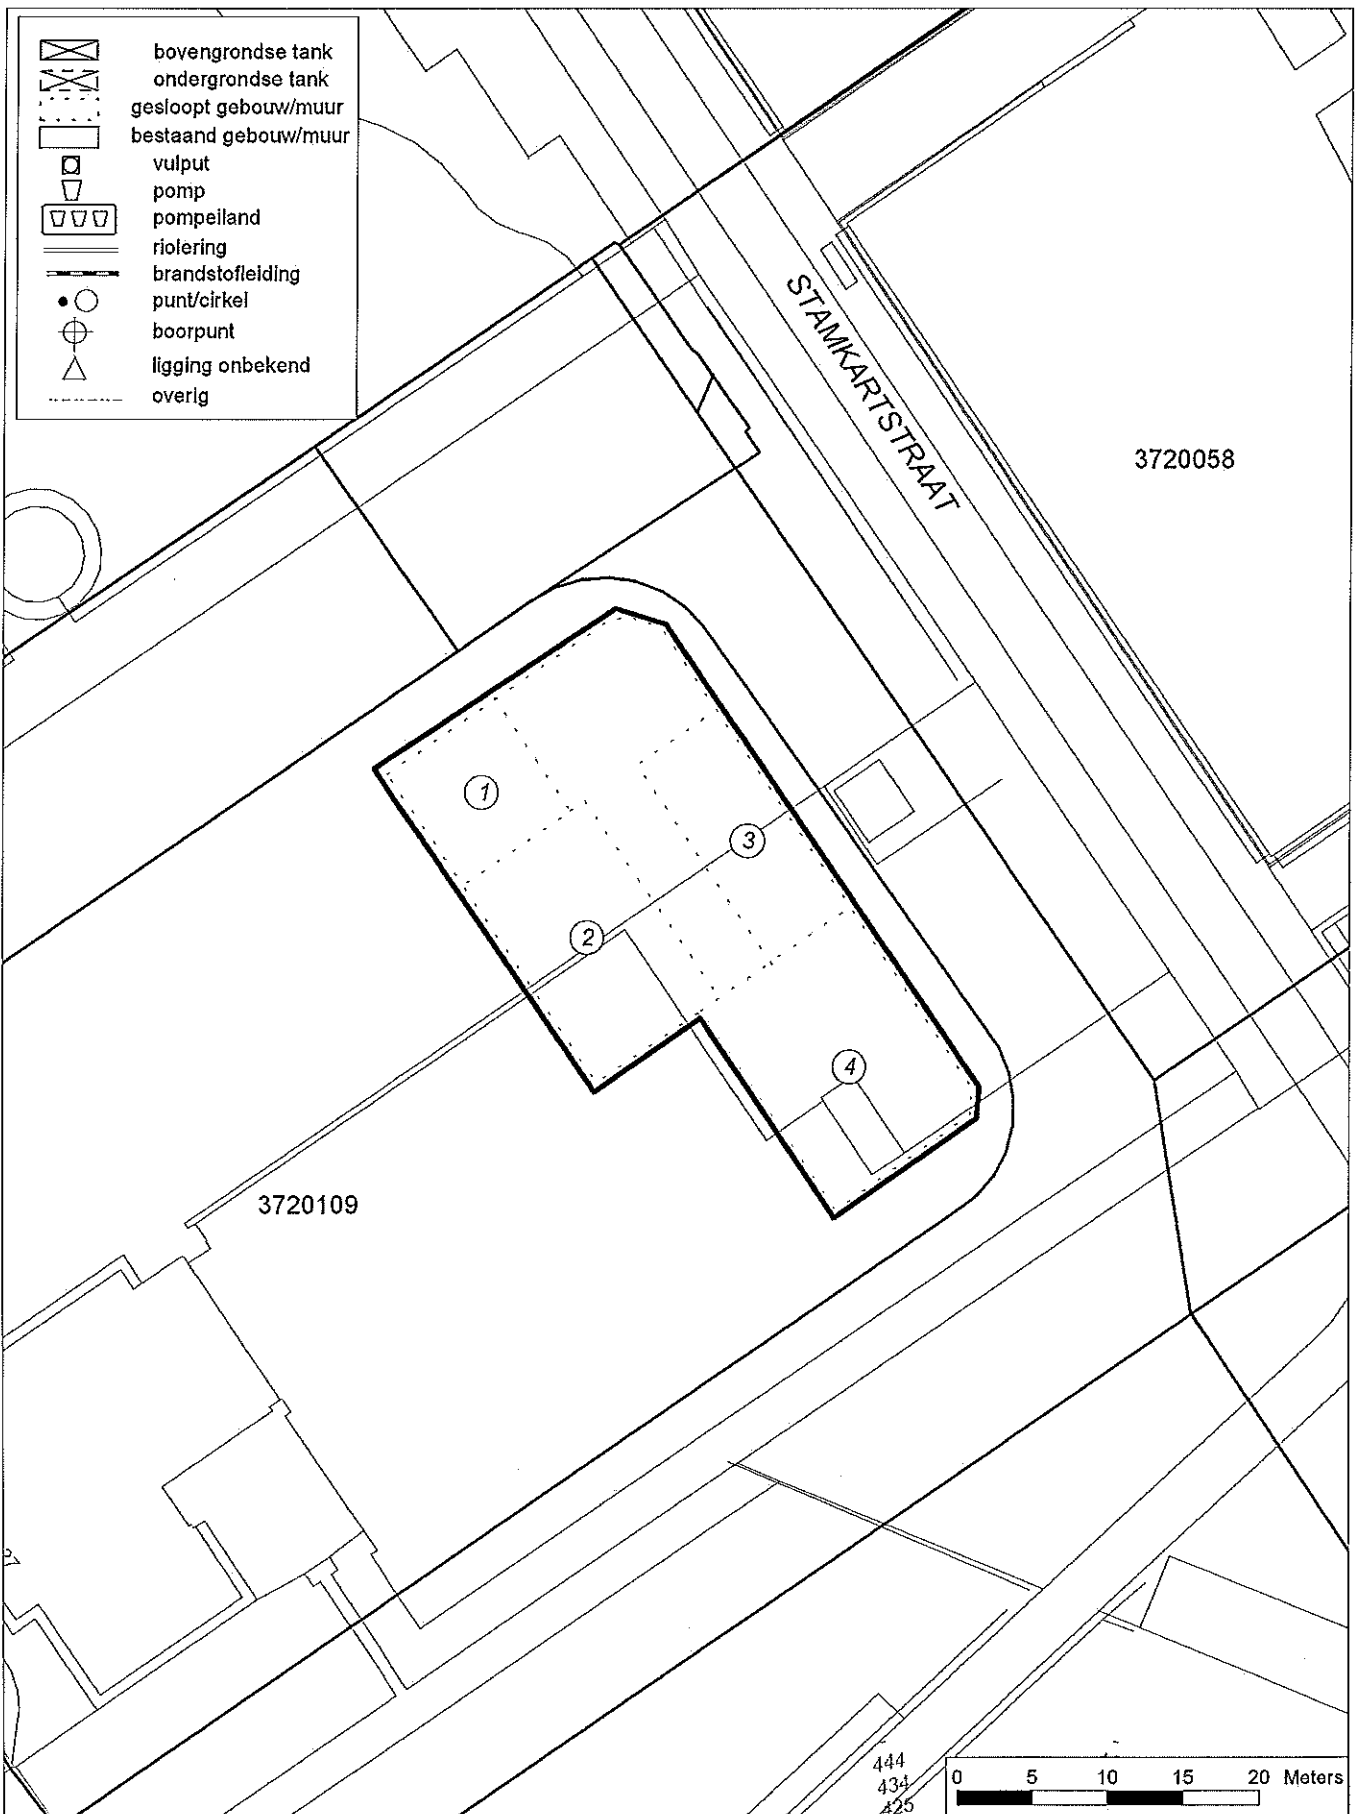 bovengrondse tank
ondergrondse tank
gesloopt gebouw/muur
bestaand gebouw/muur
vulput
pomp
pompeiland
riolering
brandstofleiding
punt/cirkel
boorpunt
ligging onbekend
overig
STAMKARTSTRAAT
3720058
1
3
2
4
3720109
444
434
425
0 5 10 15 20 Meters